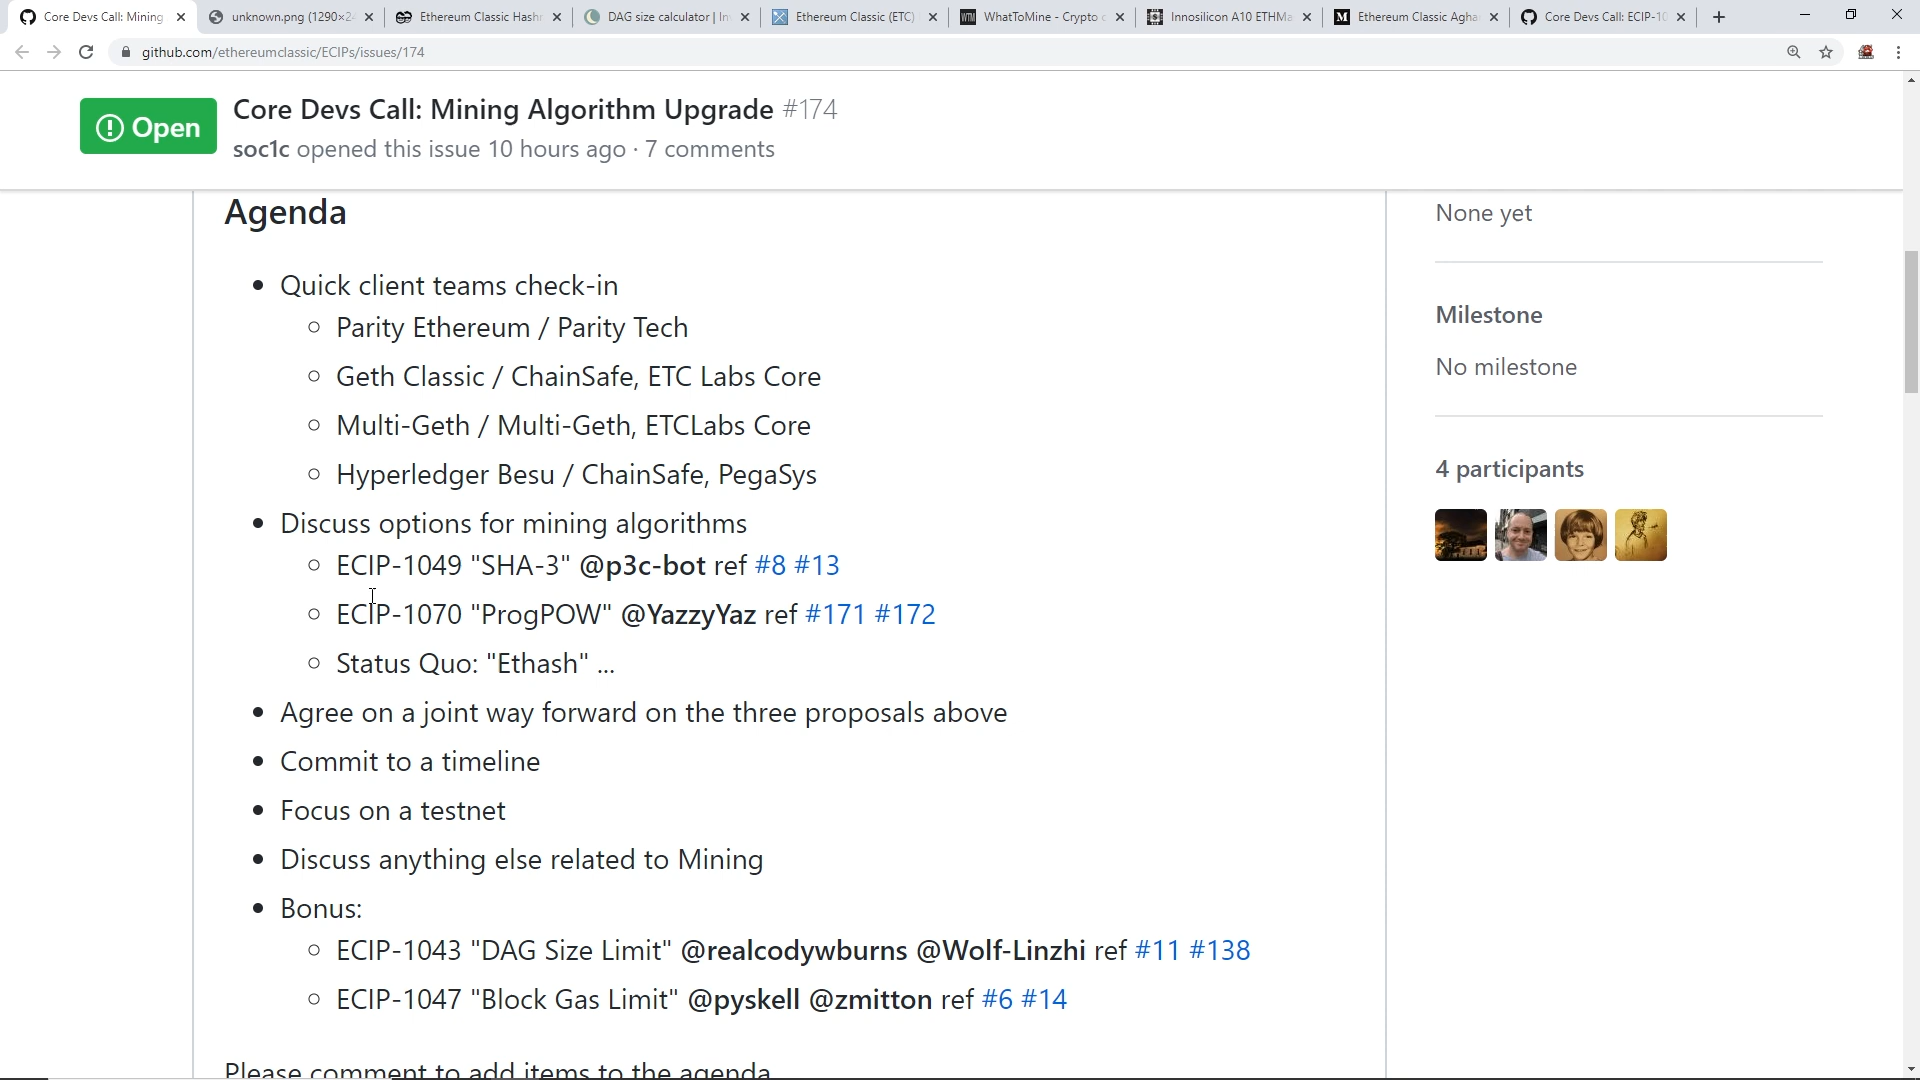 Core Devs Call: Mining
unknown.png (1290×2
Ethereum Classic Hashr
DAG size calculator | In
Ethereum Classic (ETC)
WTM WhatToMine - Crypto c
Innosilicon A10 ETHMa
M Ethereum Classic Agha
Core Devs Call: ECIP-10
github.com/ethereumclassic/ECIPs/issues/174
Open
Core Devs Call: Mining Algorithm Upgrade #174
soc1c opened this issue 10 hours ago · 7 comments
Agenda
• Quick client teams check-in
○ Parity Ethereum / Parity Tech
○ Geth Classic / ChainSafe, ETC Labs Core
○ Multi-Geth / Multi-Geth, ETCLabs Core
○ Hyperledger Besu / ChainSafe, PegaSys
• Discuss options for mining algorithms
○ ECIP-1049 "SHA-3" @p3c-bot ref #8 #13
○ ECIP-1070 "ProgPOW" @YazzyYaz ref #171 #172
○ Status Quo: "Ethash" ...
• Agree on a joint way forward on the three proposals above
• Commit to a timeline
• Focus on a testnet
• Discuss anything else related to Mining
• Bonus:
○ ECIP-1043 "DAG Size Limit" @realcodywburns @Wolf-Linzhi ref #11 #138
○ ECIP-1047 "Block Gas Limit" @pyskell @zmitton ref #6 #14
Please comment to add items to the agenda
None yet
Milestone
No milestone
4 participants